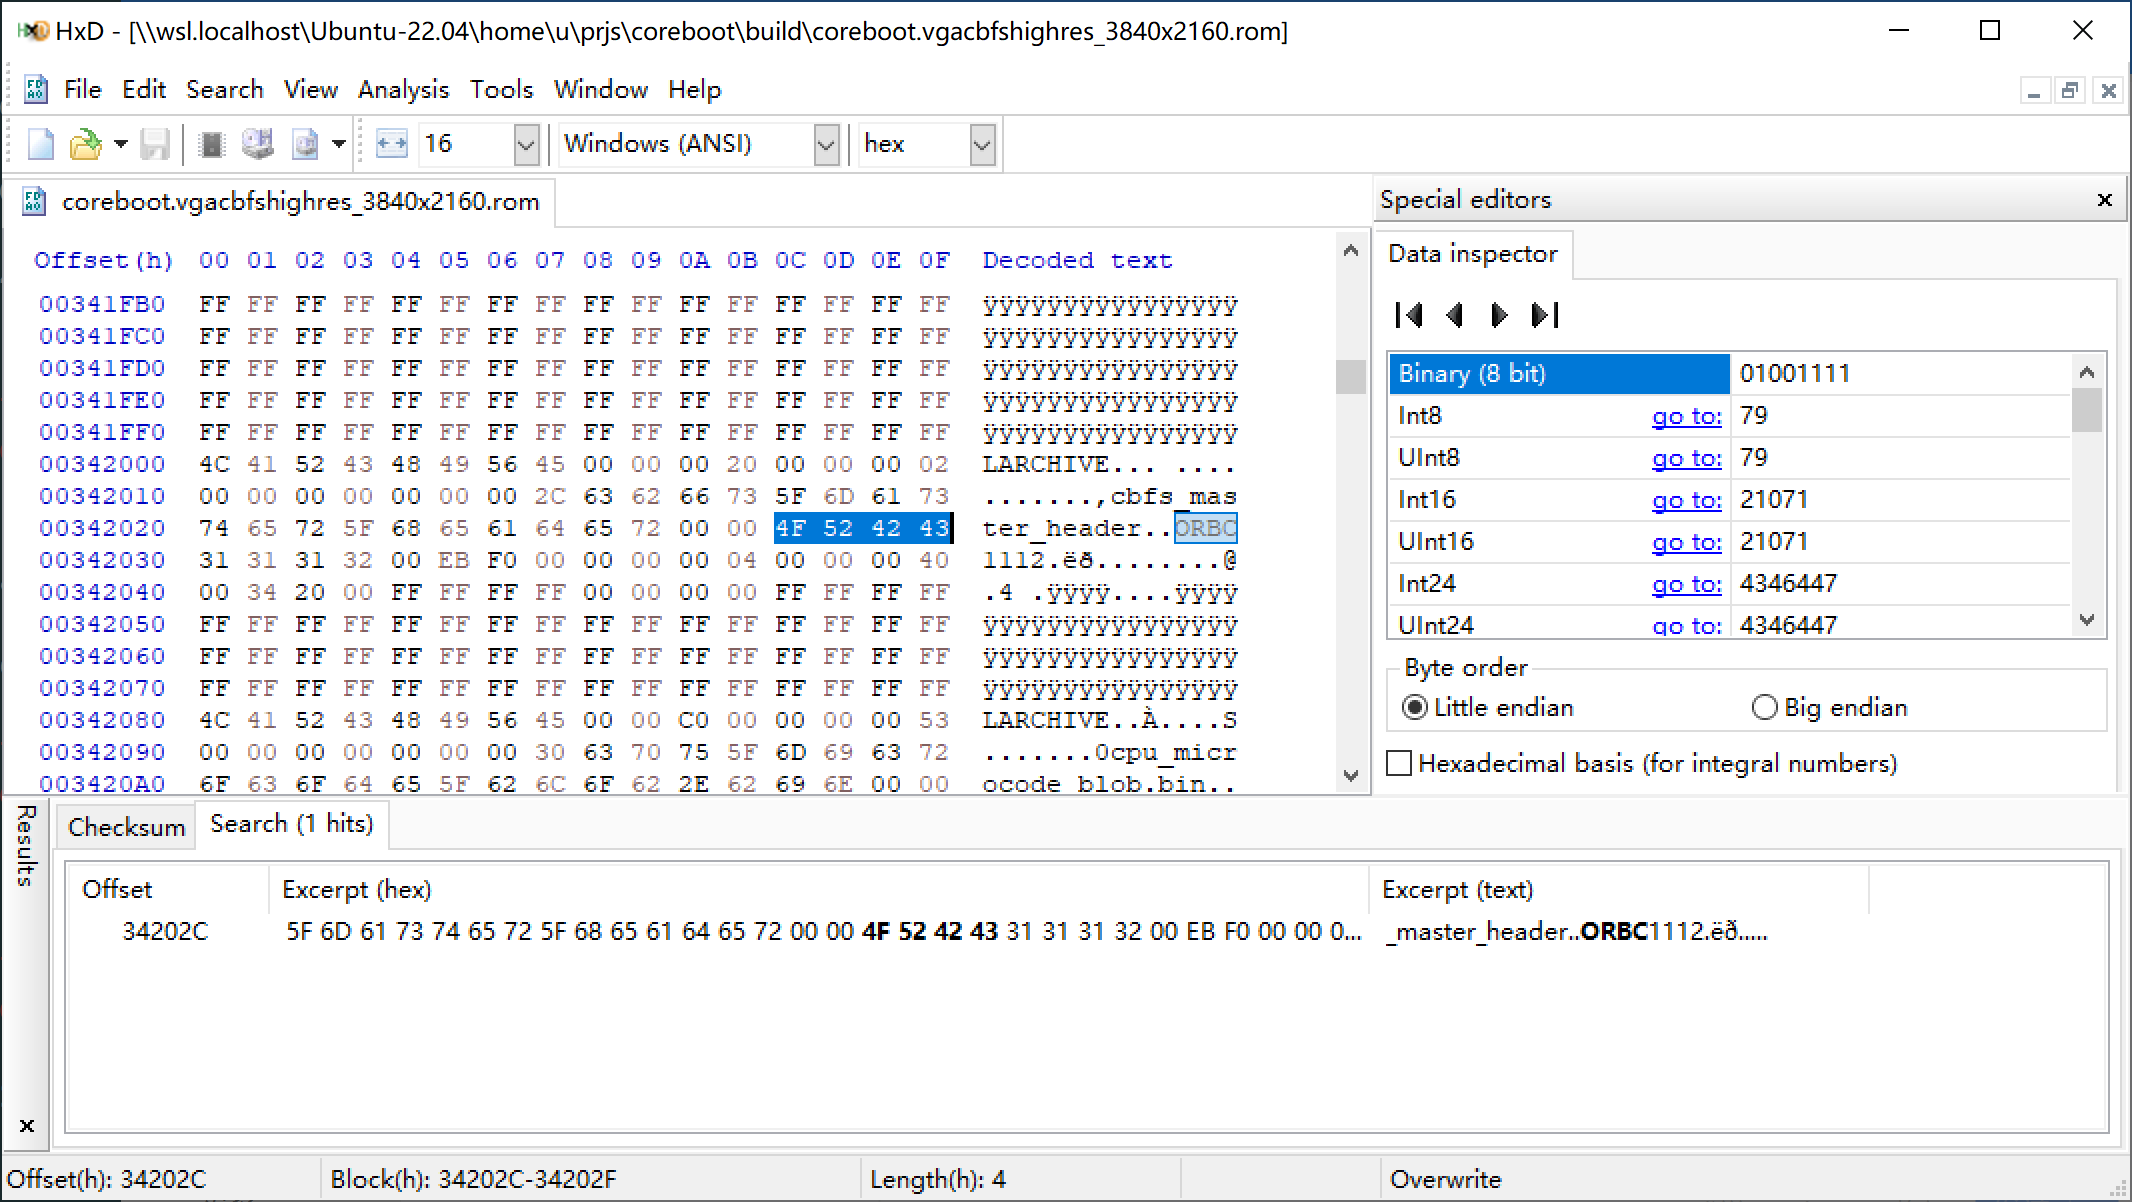 HxD - [\\wsl.localhost\Ubuntu-22.04\home\u\prjs\coreboot\build\coreboot.vgacbfshighres_3840x2160.rom]
File Edit Search View Analysis Tools Window Help
16 Windows (ANSI) hex
coreboot.vgacbfshighres_3840x2160.rom
Offset(h) 00 01 02 03 04 05 06 07 08 09 0A 0B 0C 0D 0E 0F Decoded text
00341FB0 FF FF FF FF FF FF FF FF FF FF FF FF FF FF FF FF ÿÿÿÿÿÿÿÿÿÿÿÿÿÿÿÿ
00341FC0 FF FF FF FF FF FF FF FF FF FF FF FF FF FF FF FF ÿÿÿÿÿÿÿÿÿÿÿÿÿÿÿÿ
00341FD0 FF FF FF FF FF FF FF FF FF FF FF FF FF FF FF FF ÿÿÿÿÿÿÿÿÿÿÿÿÿÿÿÿ
00341FE0 FF FF FF FF FF FF FF FF FF FF FF FF FF FF FF FF ÿÿÿÿÿÿÿÿÿÿÿÿÿÿÿÿ
00341FF0 FF FF FF FF FF FF FF FF FF FF FF FF FF FF FF FF ÿÿÿÿÿÿÿÿÿÿÿÿÿÿÿÿ
00342000 4C 41 52 43 48 49 56 45 00 00 00 20 00 00 00 02 LARCHIVE... ....
00342010 00 00 00 00 00 00 00 2C 63 62 66 73 5F 6D 61 73 .......,cbfs_mas
00342020 74 65 72 5F 68 65 61 64 65 72 00 00 4F 52 42 43 ter_header..ORBC
00342030 31 31 31 32 00 EB F0 00 00 00 00 04 00 00 00 40 1112.ëð........@
00342040 00 34 20 00 FF FF FF FF 00 00 00 00 FF FF FF FF .4 .ÿÿÿÿ....ÿÿÿÿ
00342050 FF FF FF FF FF FF FF FF FF FF FF FF FF FF FF FF ÿÿÿÿÿÿÿÿÿÿÿÿÿÿÿÿ
00342060 FF FF FF FF FF FF FF FF FF FF FF FF FF FF FF FF ÿÿÿÿÿÿÿÿÿÿÿÿÿÿÿÿ
00342070 FF FF FF FF FF FF FF FF FF FF FF FF FF FF FF FF ÿÿÿÿÿÿÿÿÿÿÿÿÿÿÿÿ
00342080 4C 41 52 43 48 49 56 45 00 00 C0 00 00 00 00 53 LARCHIVE..À....S
00342090 00 00 00 00 00 00 00 30 63 70 75 5F 6D 69 63 72 .......0cpu_micr
003420A0 6F 63 6F 64 65 5F 62 6C 6F 62 2E 62 69 6E 00 00 ocode_blob.bin..
Special editors
Data inspector
Binary (8 bit) 01001111
Int8 go to: 79
UInt8 go to: 79
Int16 go to: 21071
UInt16 go to: 21071
Int24 go to: 4346447
UInt24 go to: 4346447
Byte order
Little endian Big endian
Hexadecimal basis (for integral numbers)
Results
Checksum Search (1 hits)
Offset Excerpt (hex) Excerpt (text)
34202C 5F 6D 61 73 74 65 72 5F 68 65 61 64 65 72 00 00 4F 52 42 43 31 31 31 32 00 EB F0 00 00 0... _master_header..ORBC1112.ëð.....
Offset(h): 34202C Block(h): 34202C-34202F Length(h): 4 Overwrite